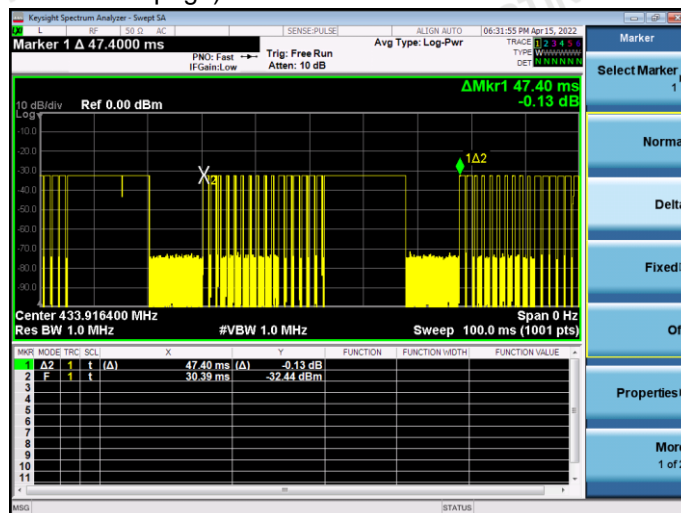 page)
Keysight Spectrum Analyzer - Swept SA
L RF 50 Ω AC SENSE:PULSE ALIGN AUTO 06:31:55 PM Apr 15, 2022
Marker 1 Δ 47.4000 ms
PNO: Fast
IFGain:Low
Trig: Free Run
Atten: 10 dB
Avg Type: Log-Pwr
TRACE 1 2 3 4 5 6
TYPE W
DET N N N N N N
Marker
Select Marker
1
Norma
Delta
Fixed
Of
Properties
More
1 of 2
ΔMkr1 47.40 ms
-0.13 dB
10 dB/div Ref 0.00 dBm
Log
-10.0
-20.0
-30.0
-40.0
-50.0
-60.0
-70.0
-80.0
-90.0
X2
1Δ2
Center 433.916400 MHz Span 0 Hz
Res BW 1.0 MHz #VBW 1.0 MHz Sweep 100.0 ms (1001 pts)
MKR MODE TRC SCL X Y FUNCTION FUNCTION WIDTH FUNCTION VALUE
1 Δ2 1 t (Δ) 47.40 ms (Δ) -0.13 dB
2 F 1 t 30.39 ms -32.44 dBm
3
4
5
6
7
8
9
10
11
MSG STATUS